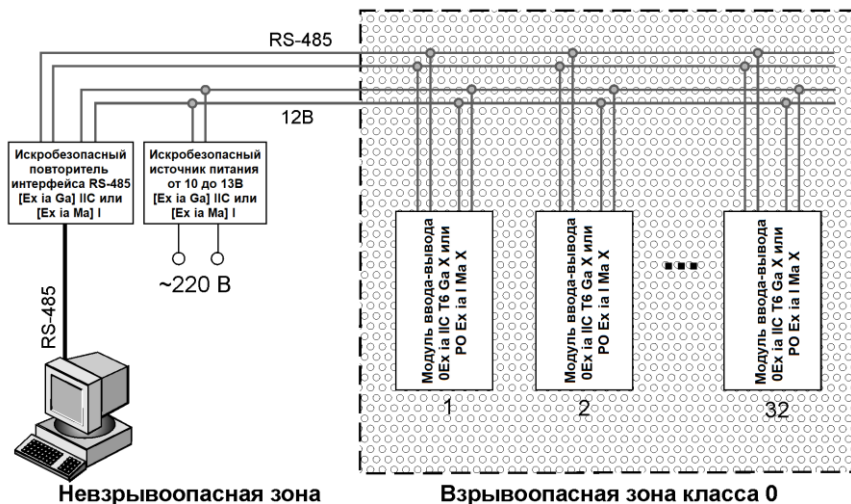 RS-485
12В
Искробезопасный
повторитель
интерфейса RS-485
[Ex ia Ga] IIC или
[Ex ia Ma] I
Искробезопасный
источник питания
от 10 до 13В
[Ex ia Ga] IIC или
[Ex ia Ma] I
~220 В
RS-485
Модуль ввода-вывода
0Ex ia IIC T6 Ga X или
PO Ex ia I Ma X
1
Модуль ввода-вывода
0Ex ia IIC T6 Ga X или
PO Ex ia I Ma X
2
Модуль ввода-вывода
0Ex ia IIC T6 Ga X или
PO Ex ia I Ma X
32
Невзрывоопасная зона
Взрывоопасная зона класса 0